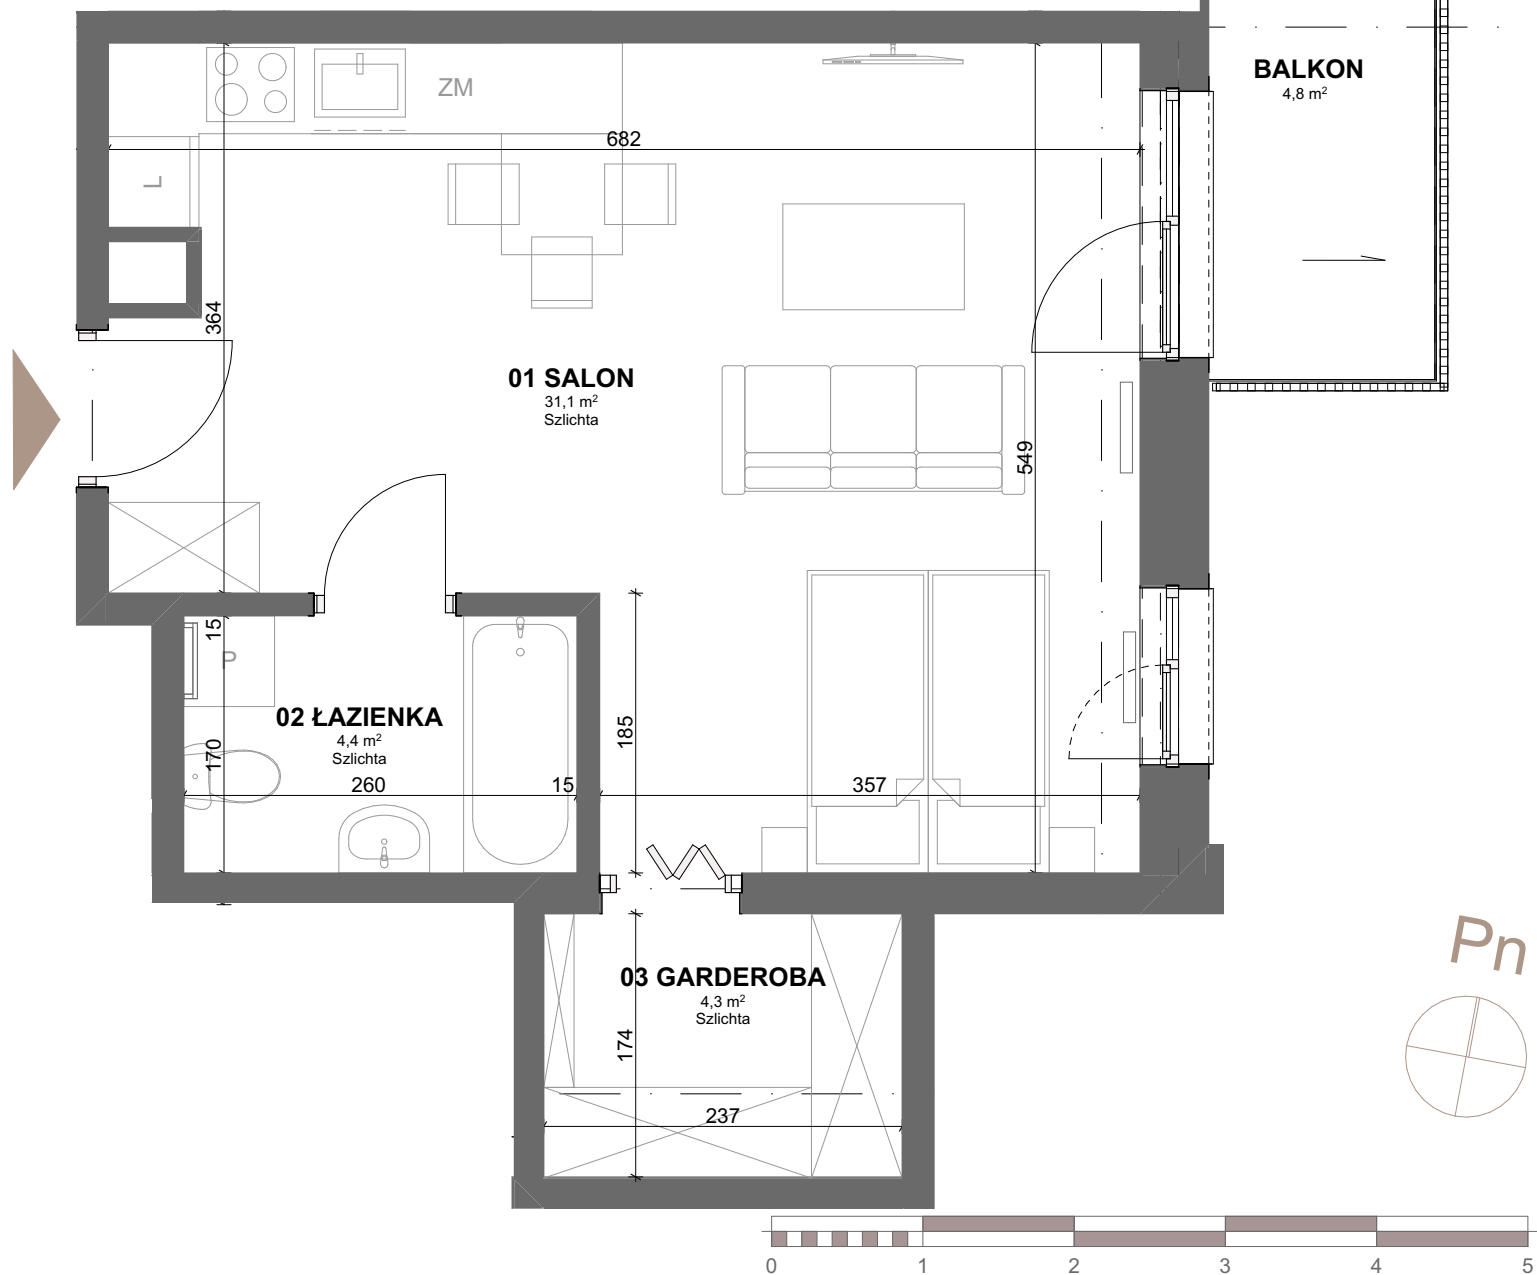 BALKON
4,8 m²
ZM
682
L
364
01 SALON
31,1 m²
Szlichta
549
15
P
02 ŁAZIENKA
4,4 m²
Szlichta
170
185
260
15
357
03 GARDEROBA
4,3 m²
Szlichta
174
237
Pn
0 1 2 3 4 5